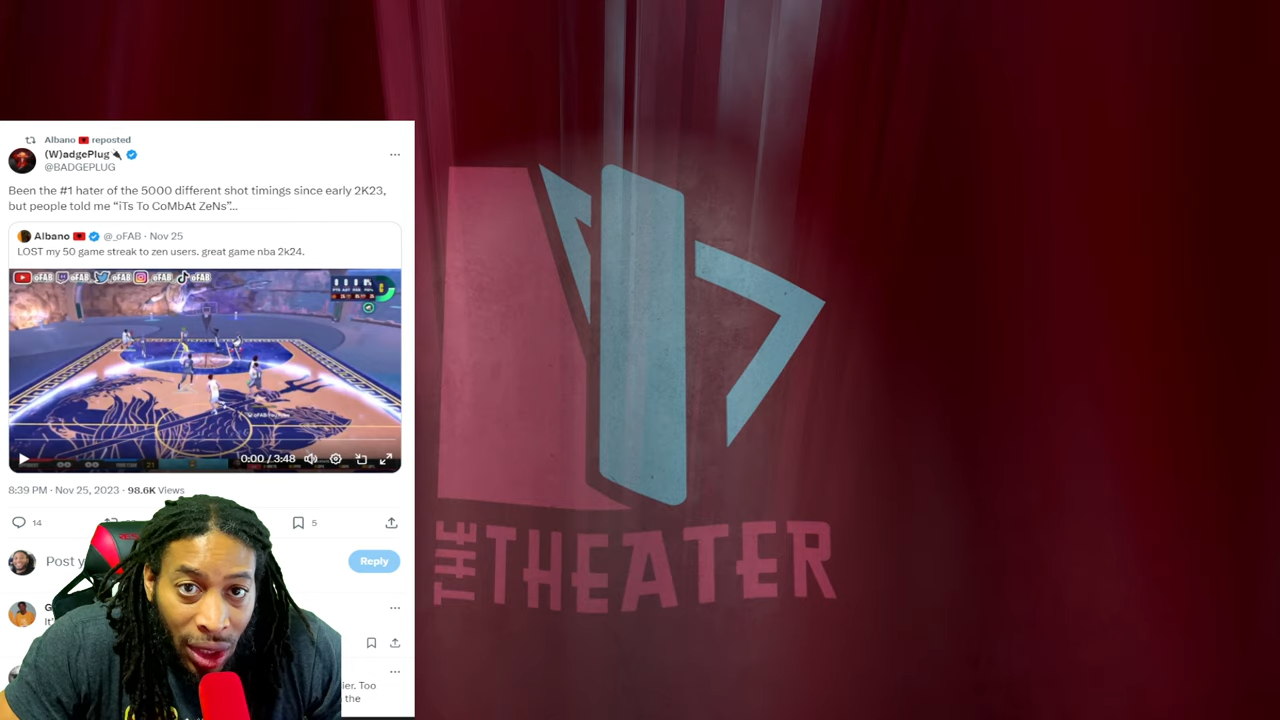 Albano reposted
(W)adgePlug
@BADGEPLUG
Been the #1 hater of the 5000 different shot timings since early 2K23,
but people told me “iTs To CoMbAt ZeNs”...
Albano @_oFAB · Nov 25
LOST my 50 game streak to zen users. great game nba 2k24.
oFAB oFAB oFAB oFAB oFAB
0:00 / 3:48
8:39 PM · Nov 25, 2023 · 98.6K Views
14
5
Post y
Reply
G
It'
ier. Too
the
THE THEATER